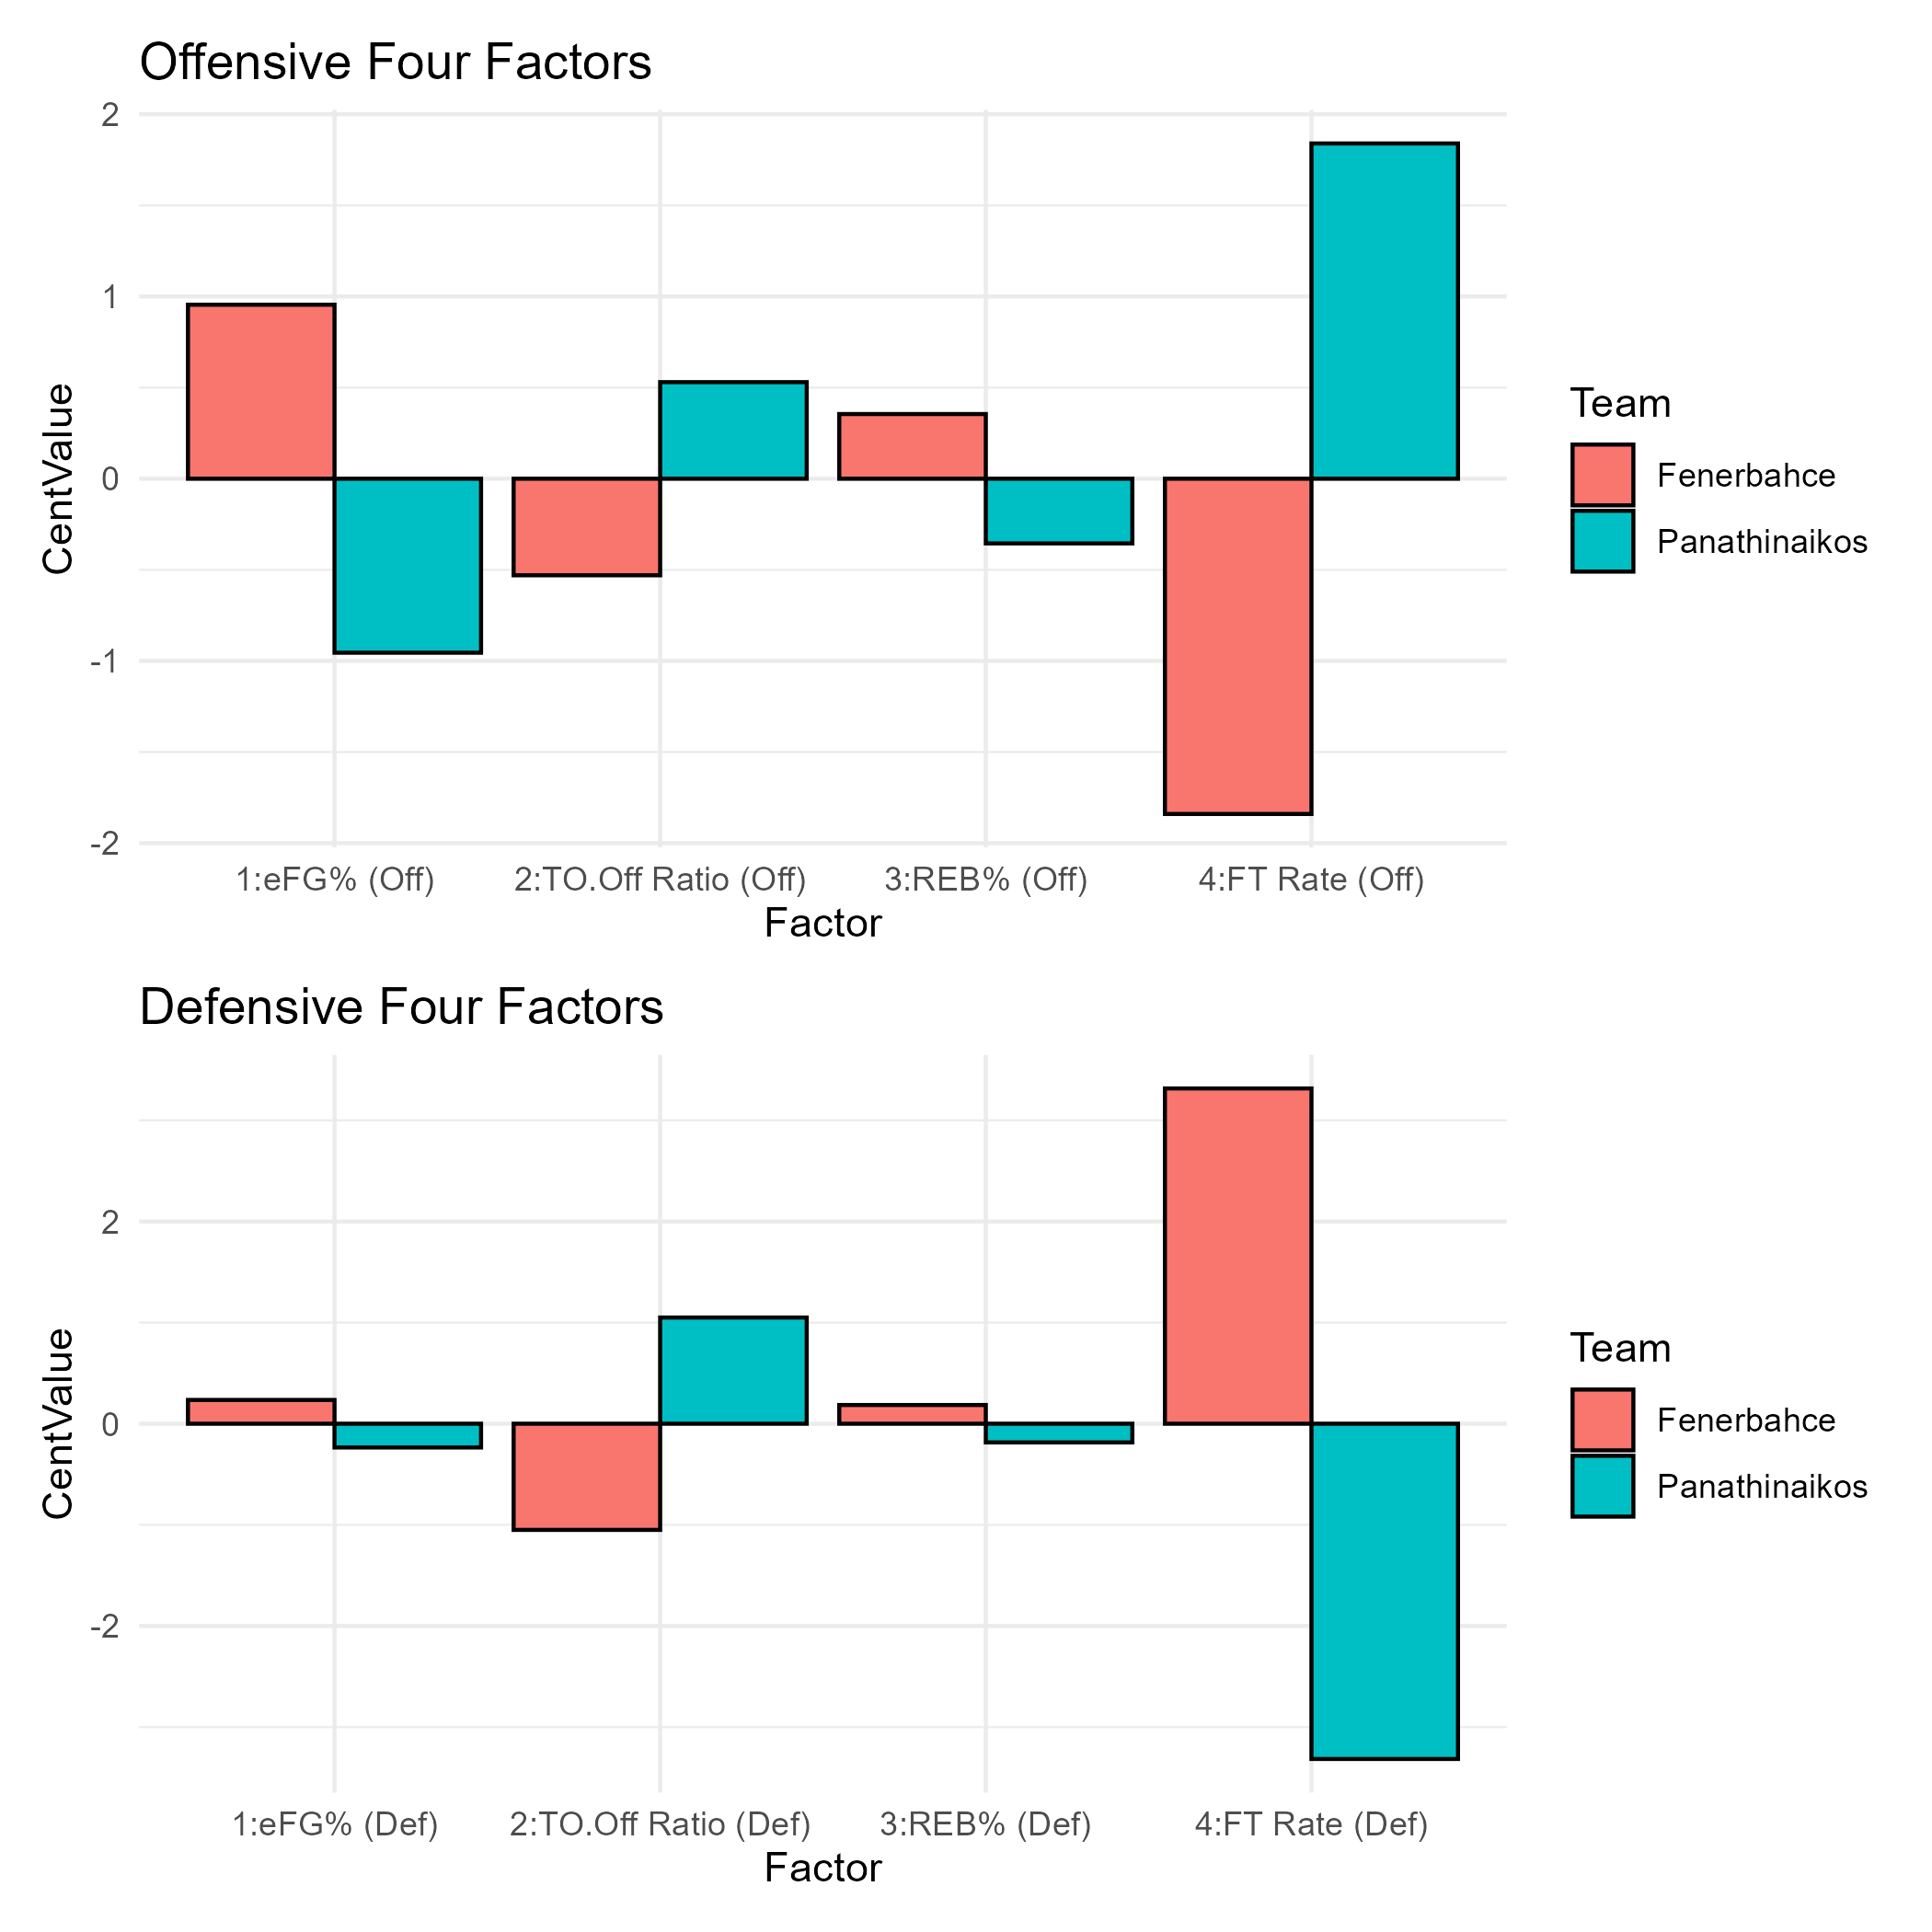 Offensive Four Factors
2
1
0
-1
-2
CentValue
1:eFG% (Off)
2:TO.Off Ratio (Off)
3:REB% (Off)
4:FT Rate (Off)
Factor
Team
Fenerbahce
Panathinaikos
Defensive Four Factors
2
0
-2
CentValue
1:eFG% (Def)
2:TO.Off Ratio (Def)
3:REB% (Def)
4:FT Rate (Def)
Factor
Team
Fenerbahce
Panathinaikos